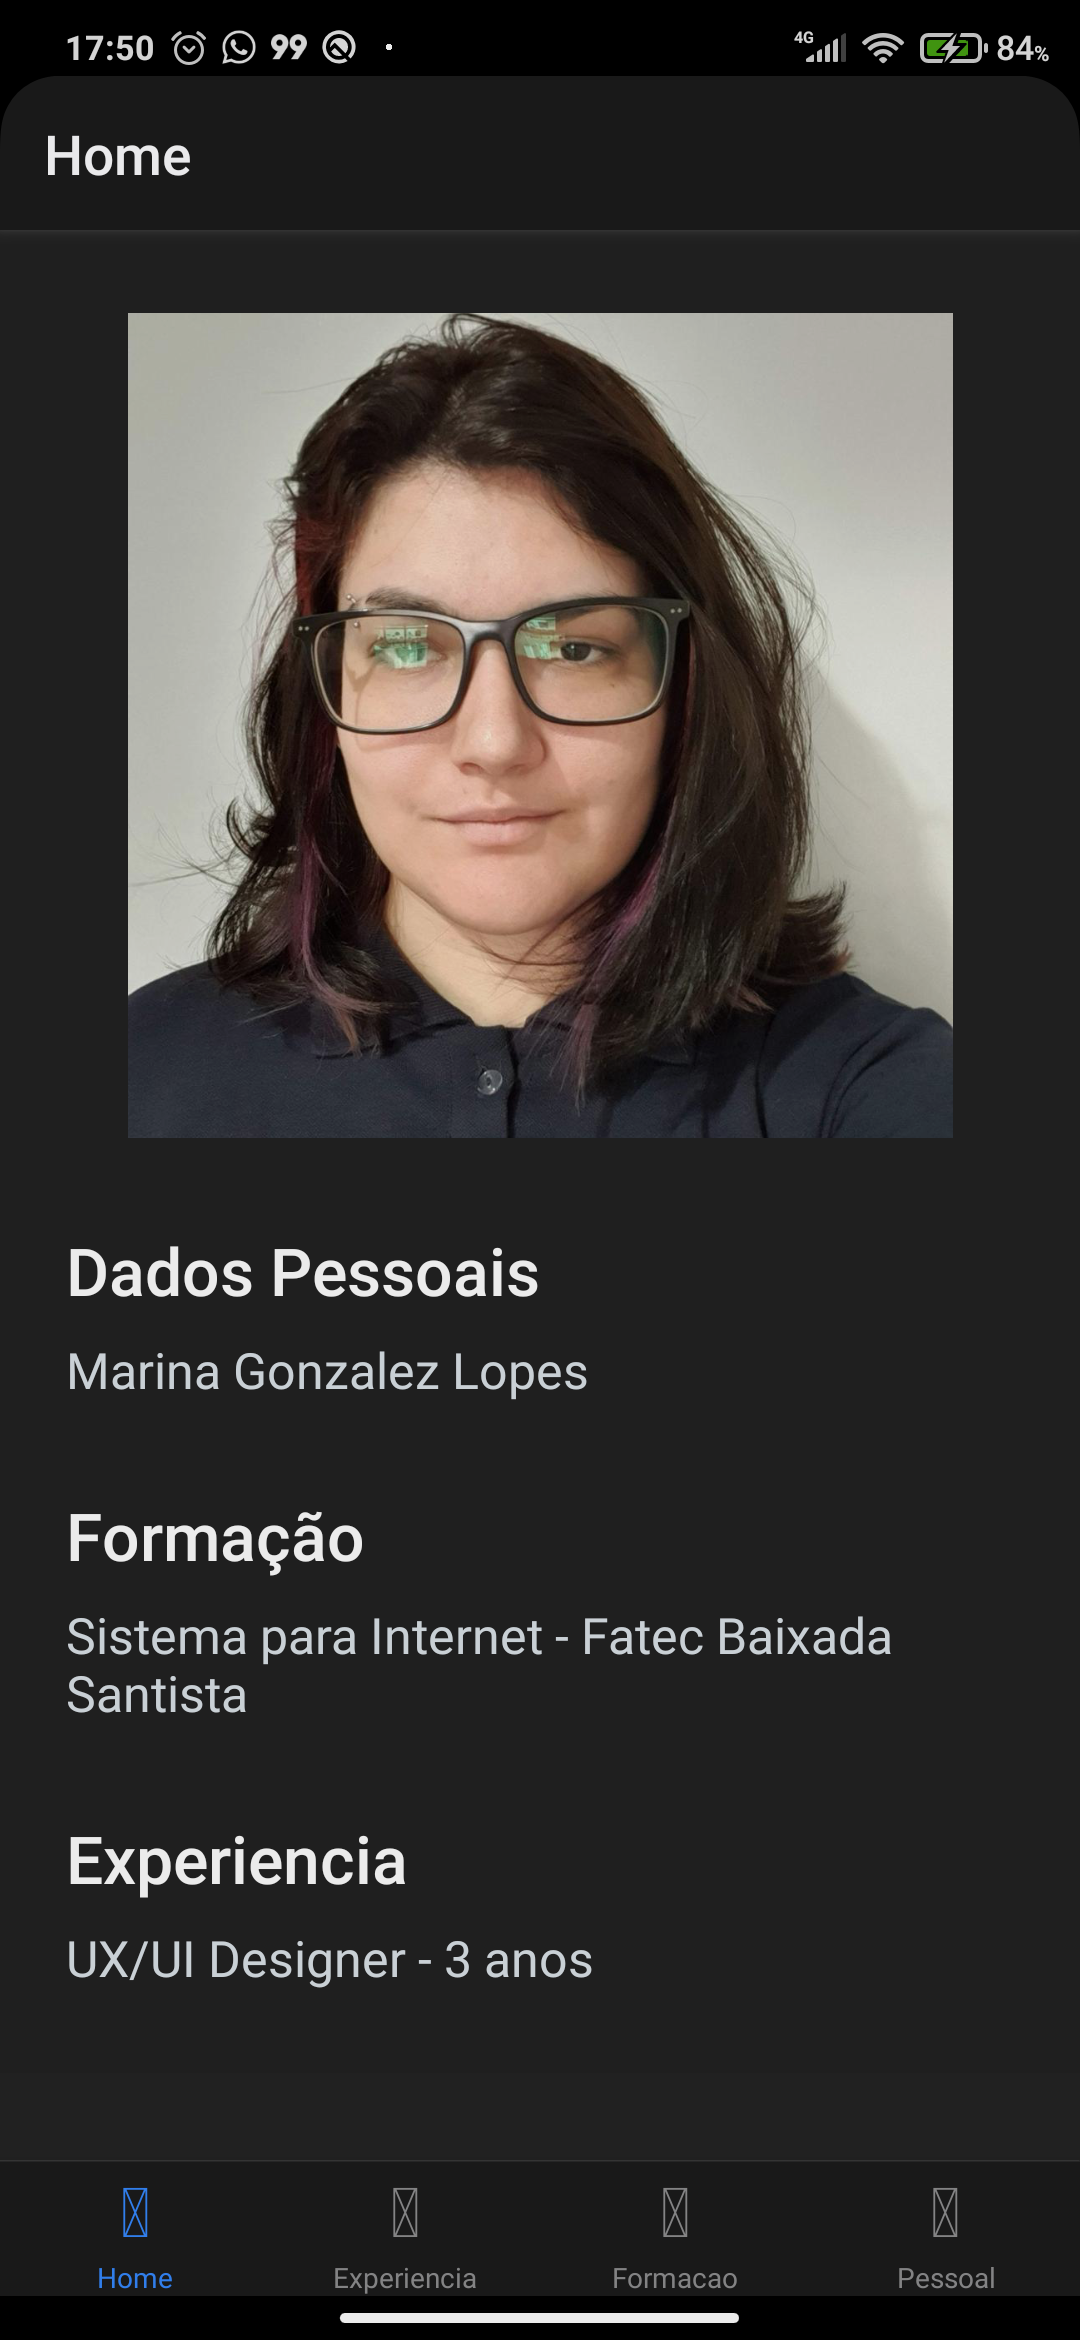 17:50 99 4G 84%
Home
Dados Pessoais
Marina Gonzalez Lopes
Formação
Sistema para Internet - Fatec Baixada
Santista
Experiencia
UX/UI Designer - 3 anos
Home Experiencia Formacao Pessoal